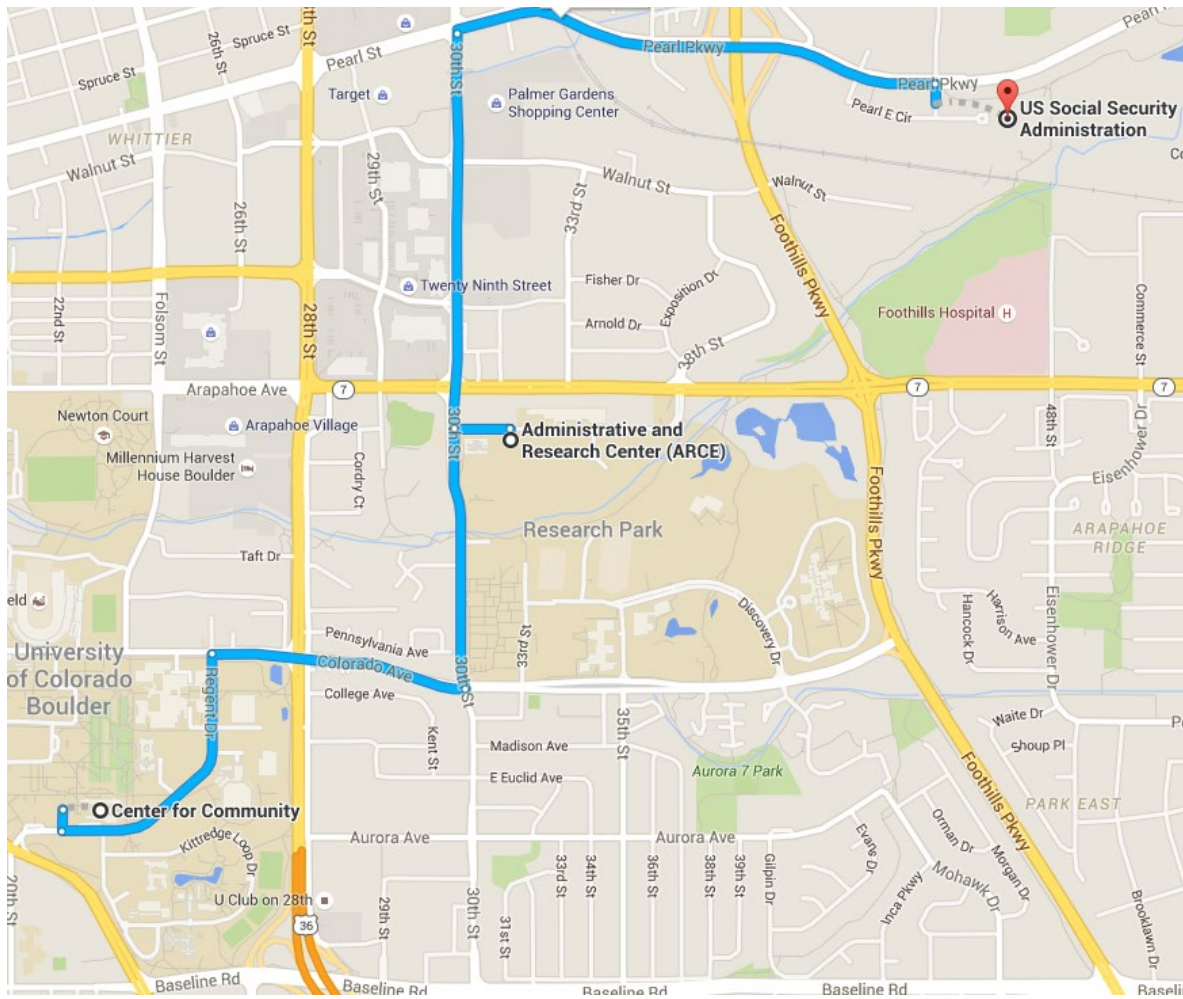 Spruce St
26th St
Spruce St
28th St
Pearl St
30th St
Pearl Pkwy
Target
Palmer Gardens
Shopping Center
Pearl Pkwy
Pearl E Cir
US Social Security
Administration
WHITTIER
Walnut St
Walnut St
29th St
26th St
33rd St
Walnut St
Foothills Pkwy
Fisher Dr
Exposition Dr
Twenty Ninth Street
22nd St
Folsom St
28th St
Arnold Dr
38th St
Foothills Hospital
H
Commerce St
Arapahoe Ave
7
7
7
Newton Court
Arapahoe Village
30th St
Administrative and
Research Center (ARCE)
48th St
Eisenhower Dr
Millennium Harvest
House Boulder
Cordry Ct
Foothills Pkwy
Eisenhower Dr
Research Park
ARAPAHOE
RIDGE
Taft Dr
eld
33rd St
Discovery Dr
Hancock Dr
Harrison Ave
Eisenhower Dr
University
of Colorado
Boulder
Pennsylvania Ave
Colorado Ave
30th St
Regent Dr
College Ave
Kent St
35th St
Waite Dr
Shoup Pl
Madison Ave
E Euclid Ave
Aurora 7 Park
Foothills Pkwy
PARK EAST
Center for Community
Kittredge Loop Dr
Aurora Ave
Aurora Ave
Evans Dr
Orman Dr
Morgan Dr
Mohawk Dr
Inca Pkwy
20th St
U Club on 28th
36
29th St
30th St
31st St
33rd St
34th St
36th St
38th St
39th St
Gilpin Dr
Brooklawn Dr
Baseline Rd
Baseline Rd
Baseline Rd